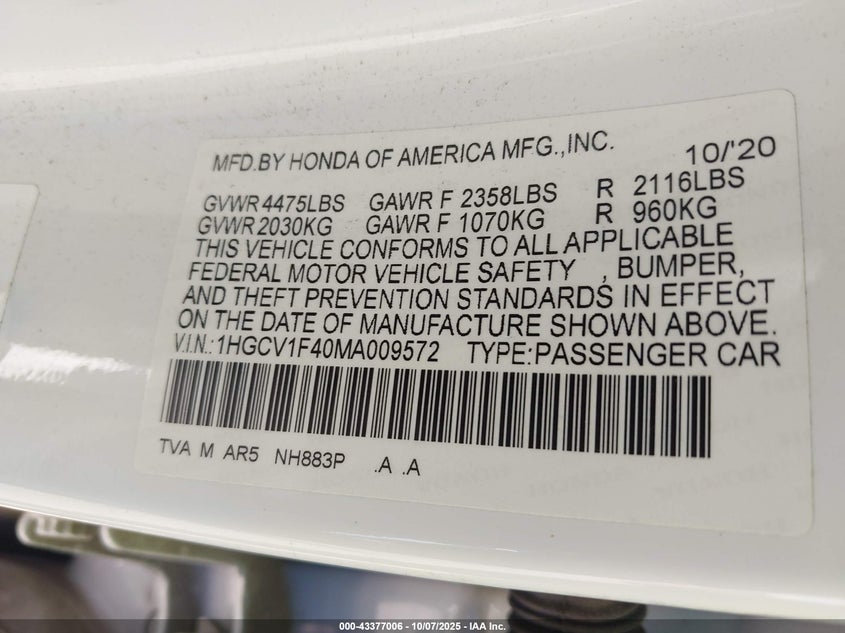 MFD.BY HONDA OF AMERICA MFG.,INC. 10/'20
GVWR 4475LBS GAWR F 2358LBS R 2116LBS
GVWR 2030KG GAWR F 1070KG R 960KG
THIS VEHICLE CONFORMS TO ALL APPLICABLE
FEDERAL MOTOR VEHICLE SAFETY , BUMPER,
AND THEFT PREVENTION STANDARDS IN EFFECT
ON THE DATE OF MANUFACTURE SHOWN ABOVE.
V.I.N.:1HGCV1F40MA009572 TYPE:PASSENGER CAR
TVA M AR5 NH883P .A .A
000-43377006 - 10/07/2025 - IAA Inc.